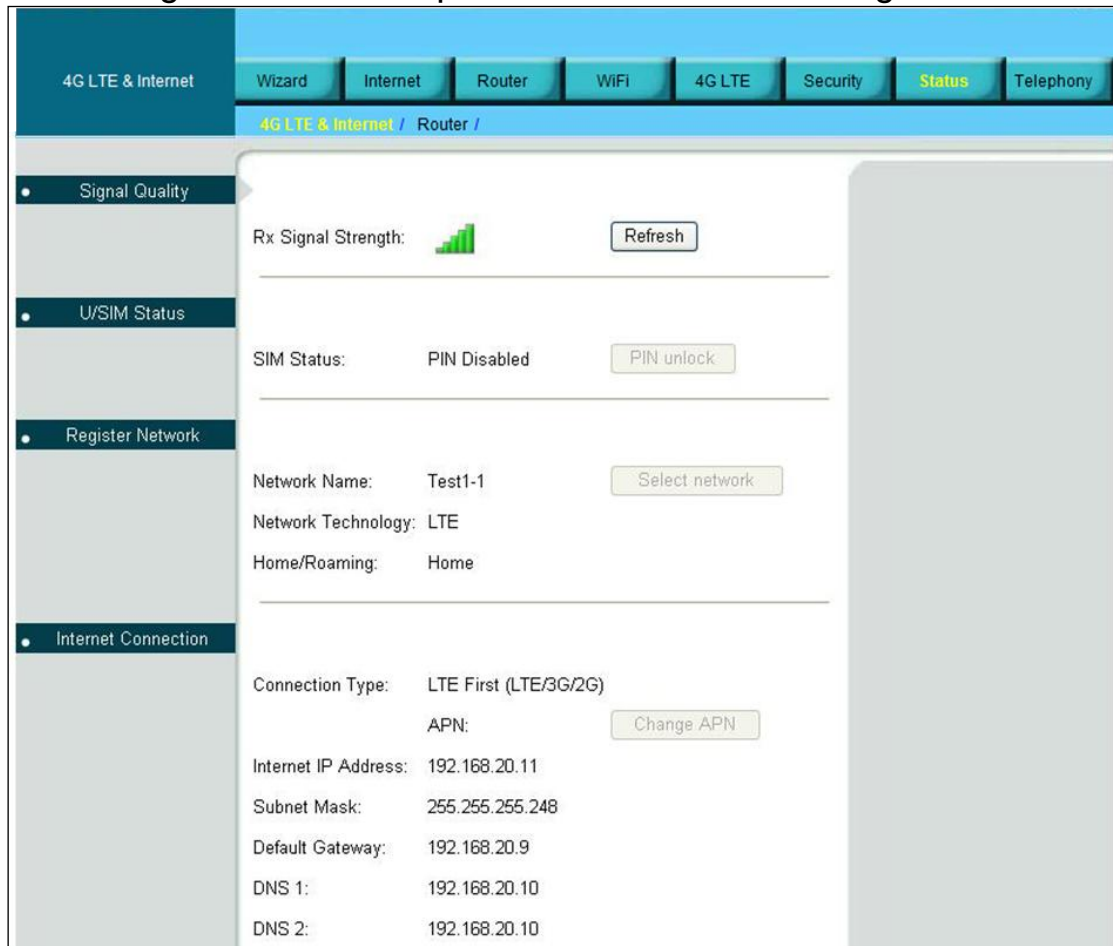 4G LTE & Internet
Wizard Internet Router WiFi 4G LTE Security Status Telephony
4G LTE & Internet / Router /
Signal Quality
Rx Signal Strength: Refresh
U/SIM Status
SIM Status: PIN Disabled PIN unlock
Register Network
Network Name: Test1-1 Select network
Network Technology: LTE
Home/Roaming: Home
Internet Connection
Connection Type: LTE First (LTE/3G/2G)
APN: Change APN
Internet IP Address: 192.168.20.11
Subnet Mask: 255.255.255.248
Default Gateway: 192.168.20.9
DNS 1: 192.168.20.10
DNS 2: 192.168.20.10